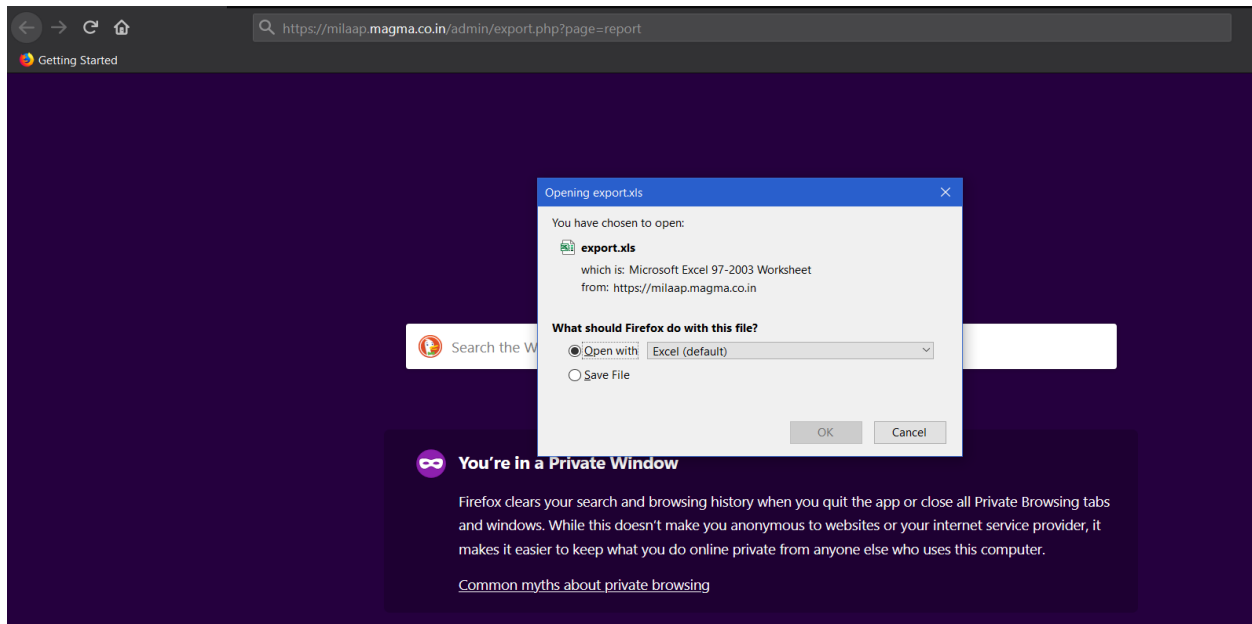 https://milaap.magma.co.in/admin/export.php?page=report
Getting Started
Opening export.xls
You have chosen to open:
export.xls
which is: Microsoft Excel 97-2003 Worksheet
from: https://milaap.magma.co.in
What should Firefox do with this file?
Search the W
Open with Excel (default)
Save File
OK Cancel
You're in a Private Window
Firefox clears your search and browsing history when you quit the app or close all Private Browsing tabs
and windows. While this doesn't make you anonymous to websites or your internet service provider, it
makes it easier to keep what you do online private from anyone else who uses this computer.
Common myths about private browsing